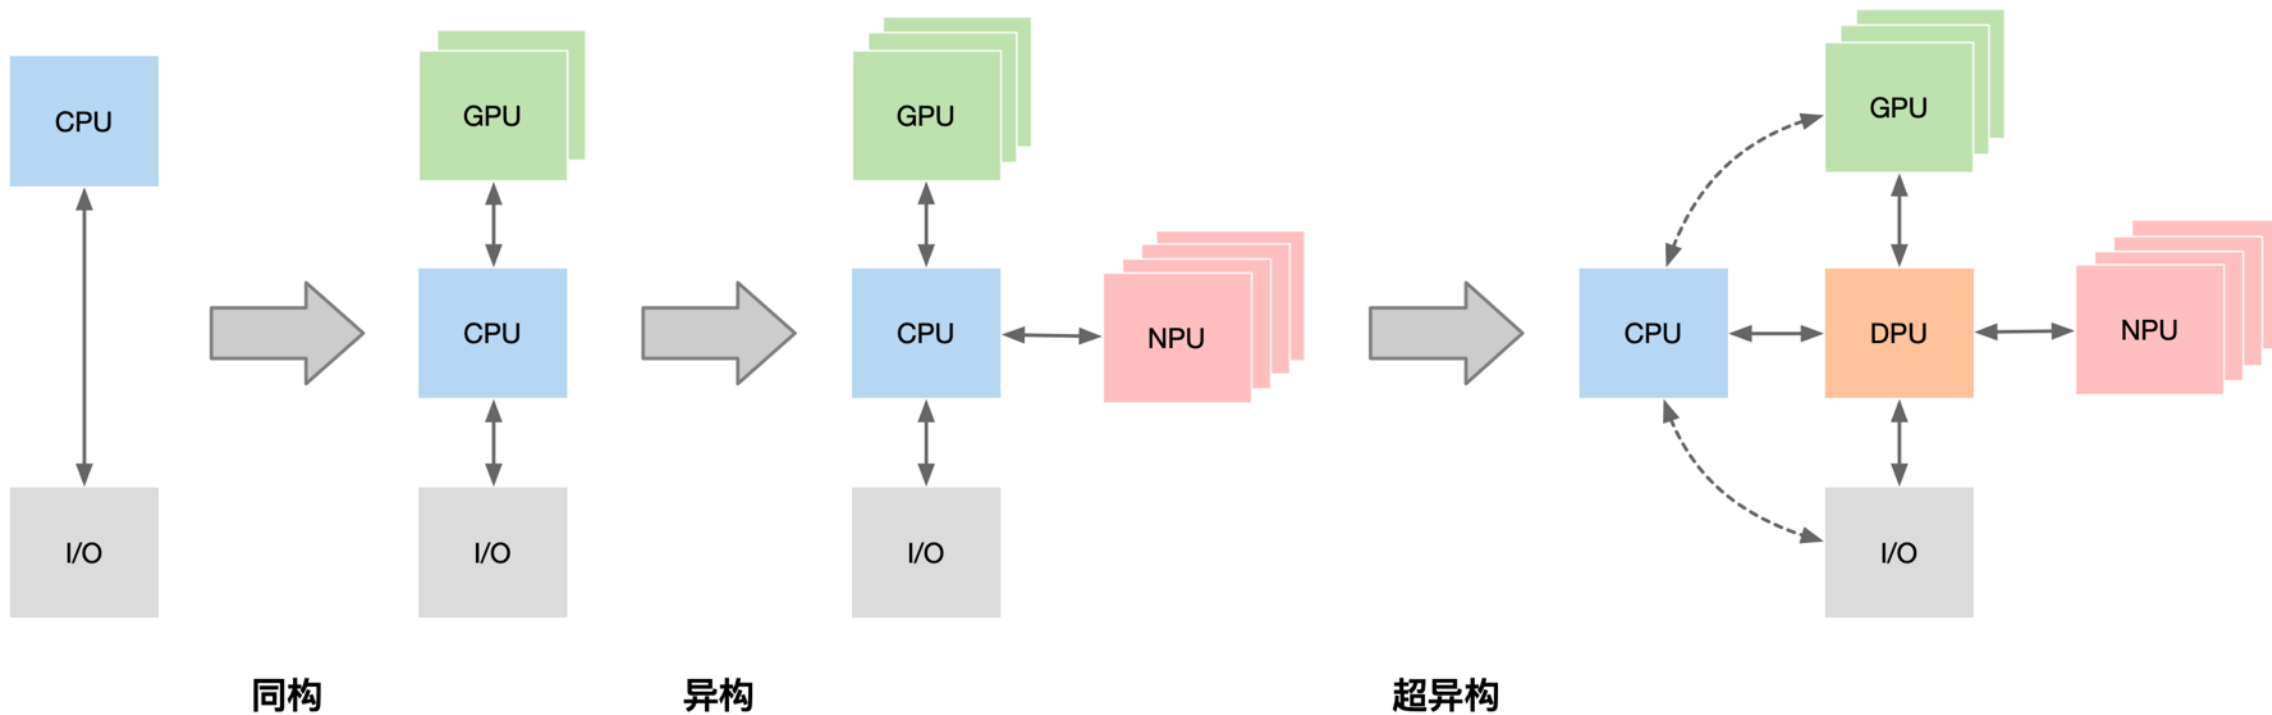 CPU
I/O
GPU
CPU
I/O
GPU
CPU
NPU
I/O
GPU
CPU
DPU
NPU
I/O
同构
异构
超异构